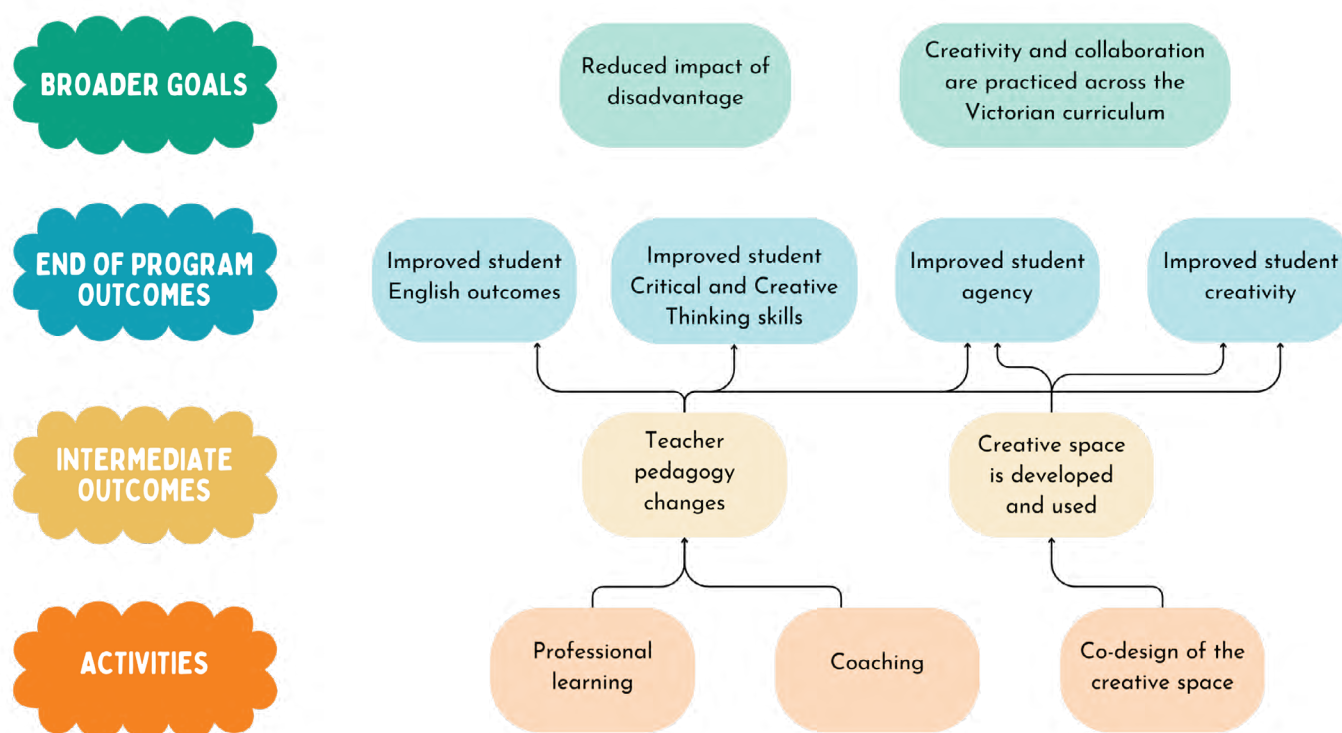 BROADER GOALS
Reduced impact of
disadvantage
Creativity and collaboration
are practiced across the
Victorian curriculum
END OF PROGRAM
OUTCOMES
Improved student
English outcomes
Improved student
Critical and Creative
Thinking skills
Improved student
agency
Improved student
creativity
INTERMEDIATE
OUTCOMES
Teacher
pedagogy
changes
Creative space
is developed
and used
ACTIVITIES
Professional
learning
Coaching
Co-design of the
creative space